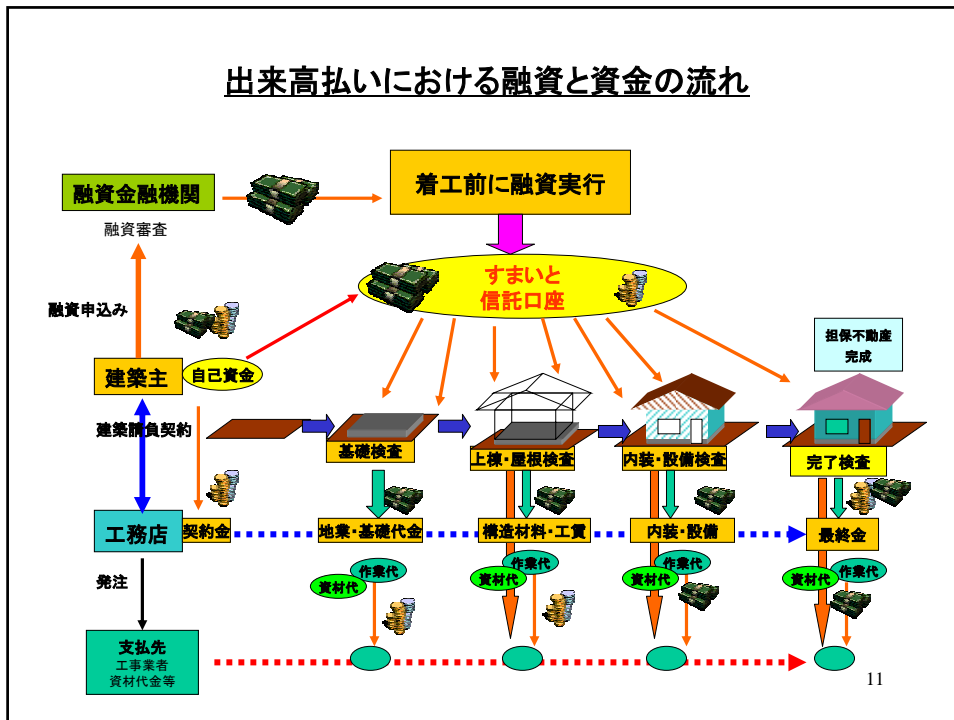 出来高払いにおける融資と資金の流れ
融資金融機関
着工前に融資実行
融資審査
すまいと
信託口座
融資申込み
担保不動産
完成
建築主
自己資金
建築請負契約
基礎検査
上棟・屋根検査
内装・設備検査
完了検査
工務店
契約金
地業・基礎代金
構造材料・工賃
内装・設備
最終金
発注
資材代
作業代
資材代
作業代
資材代
作業代
資材代
作業代
支払先
工事業者
資材代金等
11